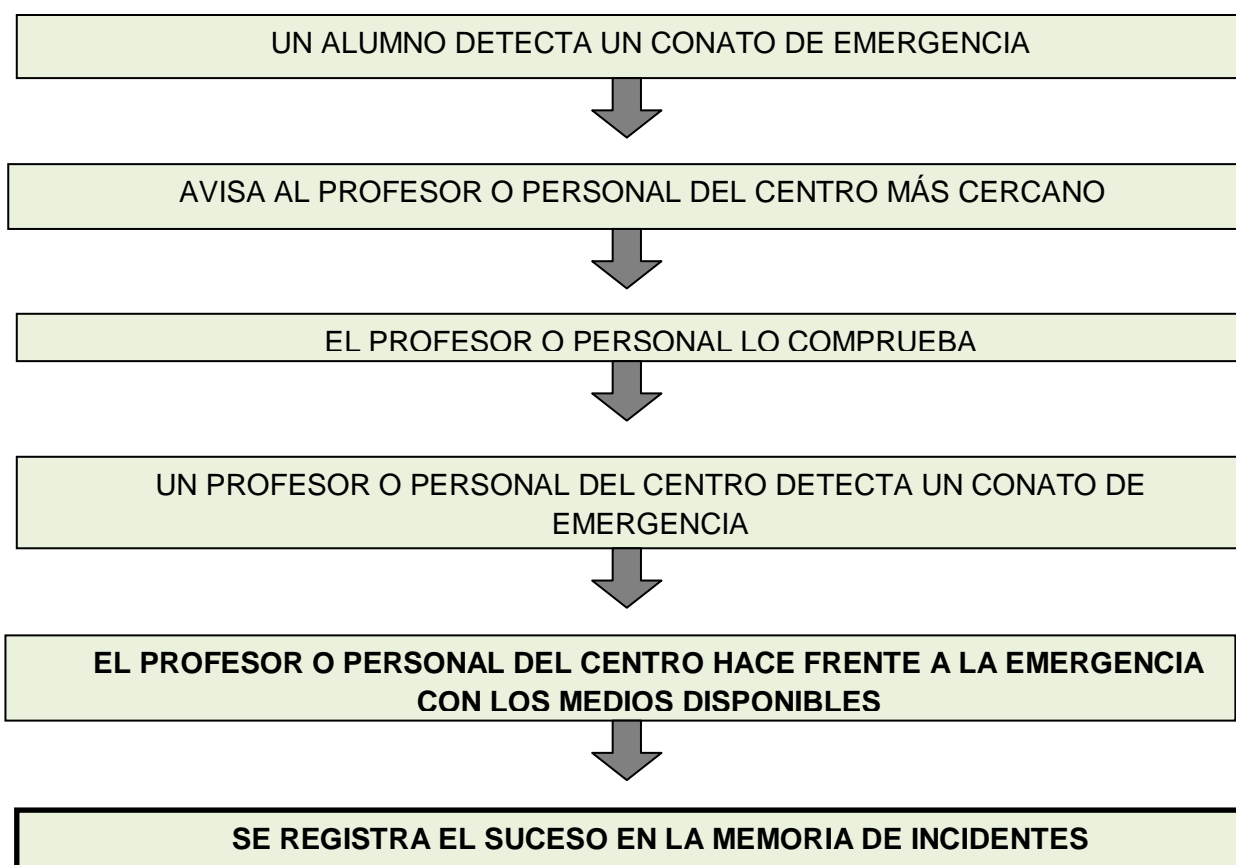 UN ALUMNO DETECTA UN CONATO DE EMERGENCIA
AVISA AL PROFESOR O PERSONAL DEL CENTRO MÁS CERCANO
EL PROFESOR O PERSONAL LO COMPRUEBA
UN PROFESOR O PERSONAL DEL CENTRO DETECTA UN CONATO DE
EMERGENCIA
EL PROFESOR O PERSONAL DEL CENTRO HACE FRENTE A LA EMERGENCIA
CON LOS MEDIOS DISPONIBLES
SE REGISTRA EL SUCESO EN LA MEMORIA DE INCIDENTES